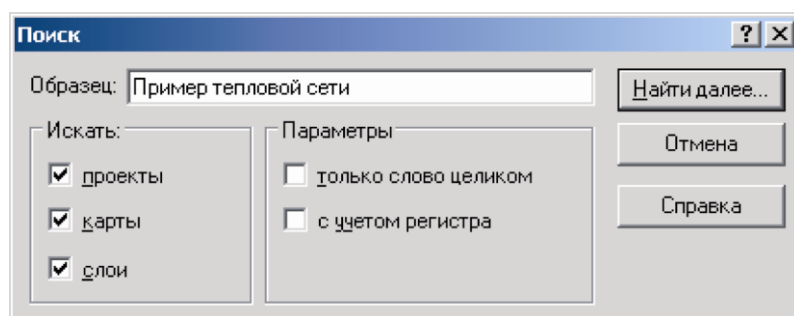 Поиск
Образец: Пример тепловой сети
Найти далее...
Искать:
Параметры
Отмена
проекты
только слово целиком
карты
с учетом регистра
Справка
слои